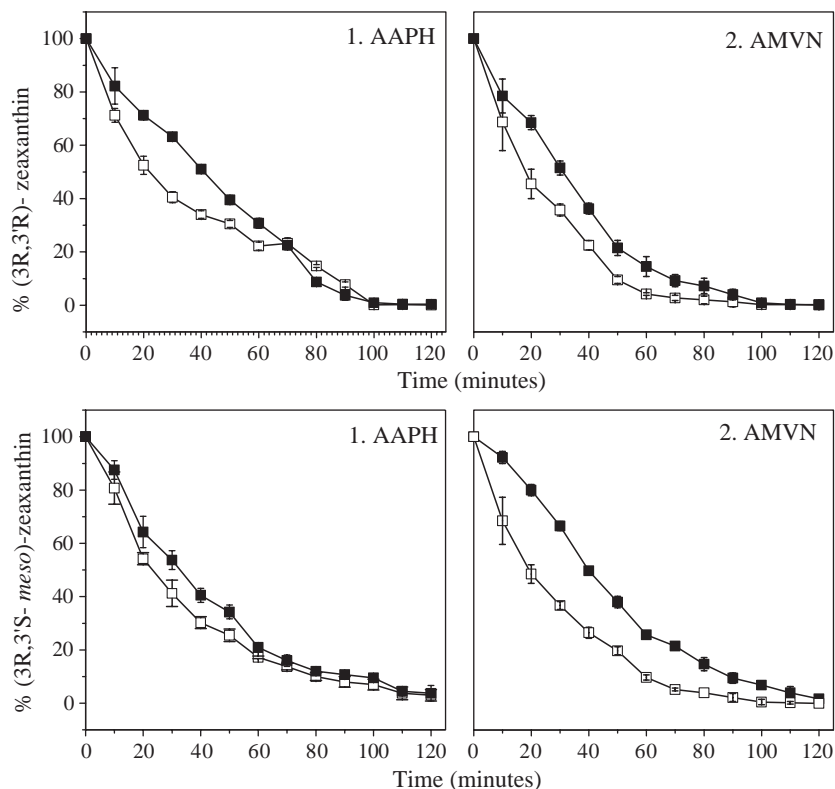 1. AAPH
2. AMVN
% (3R,3'R)- zeaxanthin
100
80
60
40
20
0
0 20 40 60 80 100 120
0 20 40 60 80 100 120
Time (minutes)
1. AAPH
2. AMVN
% (3R,3'S- meso)-zeaxanthin
100
80
60
40
20
0
0 20 40 60 80 100 120
0 20 40 60 80 100 120
Time (minutes)